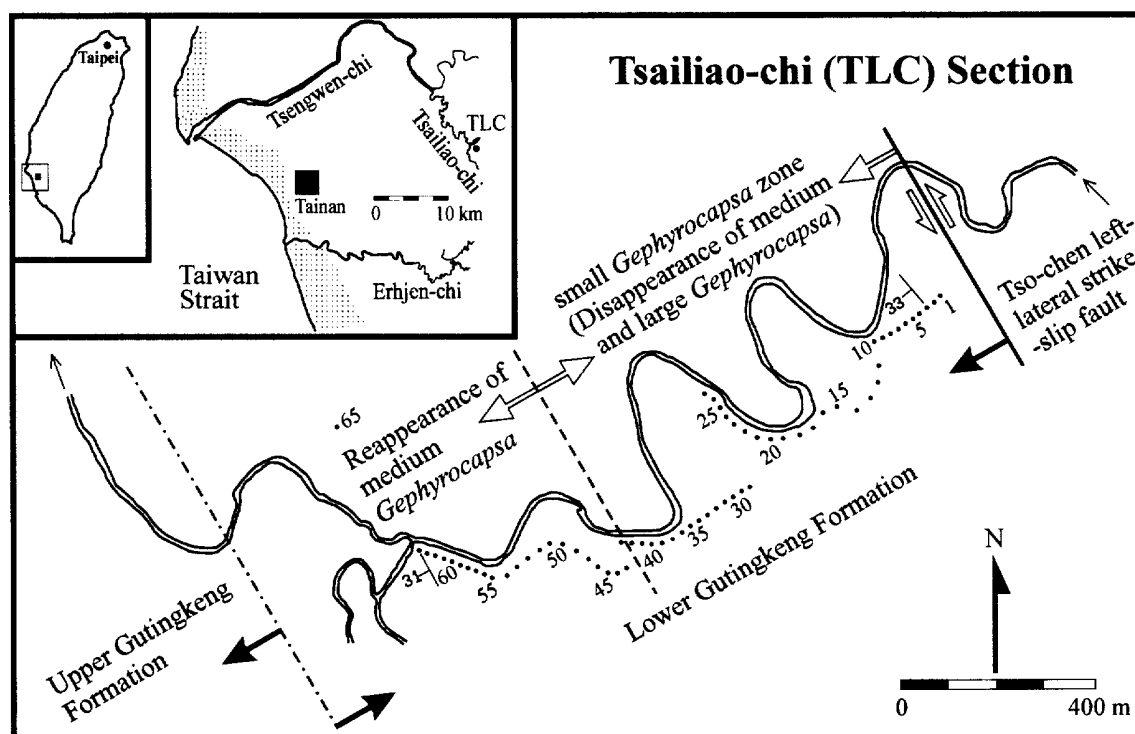 Tsailiao-chi (TLC) Section
Taipei
Tsengwen-chi
Tsailiao-chi
TLC
Tainan
0 10 km
Taiwan
Strait
Erhjen-chi
small Gephyrocapsa zone
(Disappearance of medium
and large Gephyrocapsa)
Reappearance of
medium
Gephyrocapsa
Tso-chen left-
lateral strike
-slip fault
33
1
5
10
15
20
25
30
35
40
45
50
55
60
31
.65
Lower Gutingkeng Formation
Upper Gutingkeng
Formation
N
0 400 m